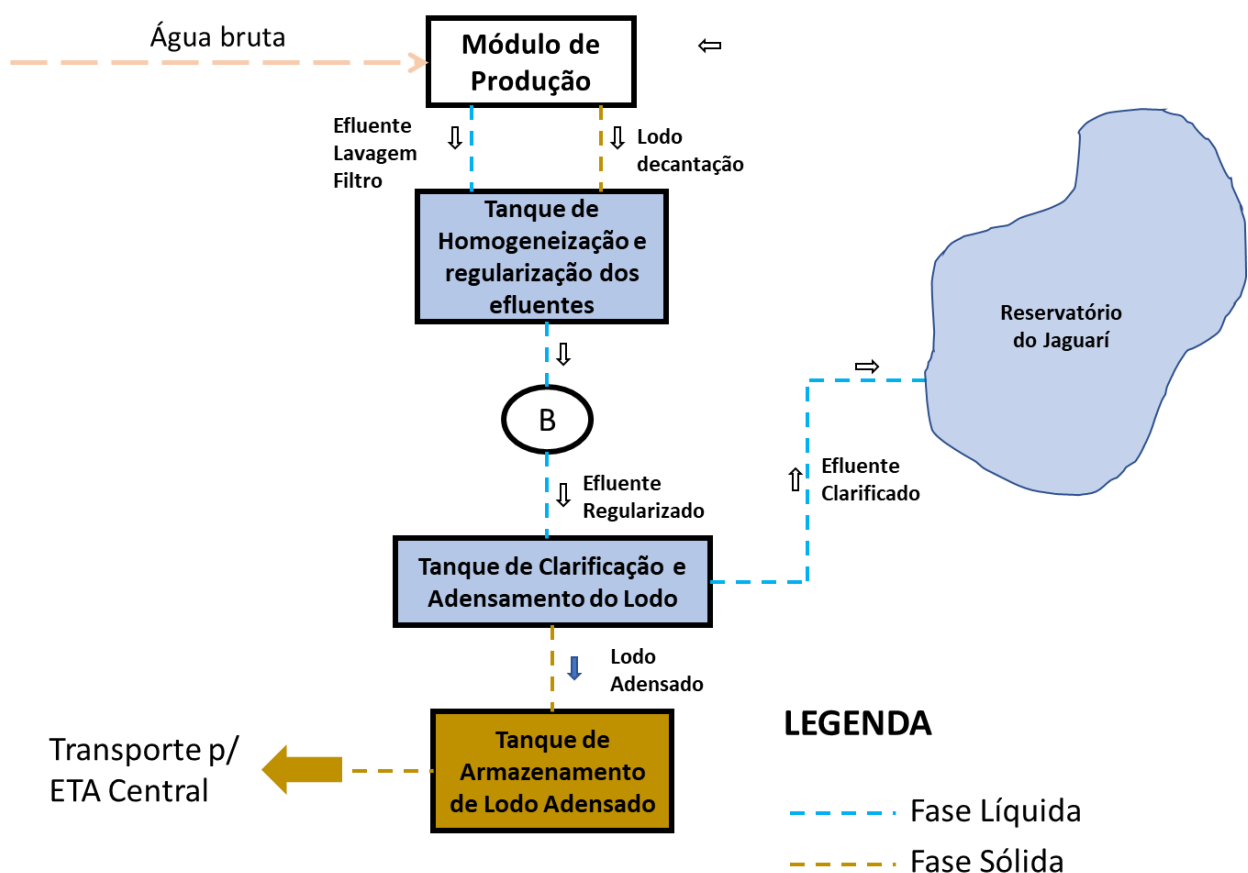 Água bruta
Módulo de
Produção
Efluente
Lavagem
Filtro
Lodo
decantação
Tanque de
Homogeneização e
regularização dos
efluentes
Reservatório
do Jaguarí
B
Efluente
Regularizado
Efluente
Clarificado
Tanque de Clarificação e
Adensamento do Lodo
Lodo
Adensado
LEGENDA
Transporte p/
ETA Central
Tanque de
Armazenamento
de Lodo Adensado
Fase Líquida
Fase Sólida